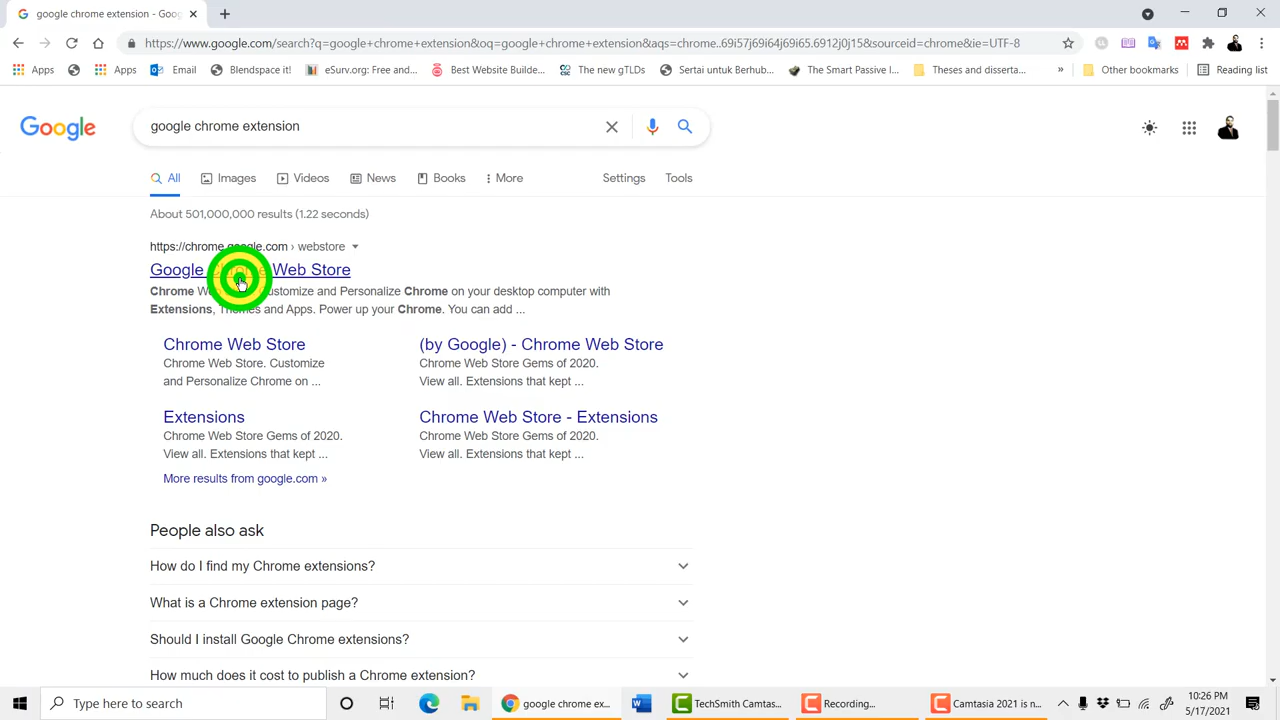 google chrome extension - Goog
https://www.google.com/search?q=google+chrome+extension&oq=google+chrome+extension&aqs=chrome..69i57j69i64j69i65.6912j0j15&sourceid=chrome&ie=UTF-8
Apps
Apps
Email
Blendspace it!
eSurv.org: Free and...
Best Website Builde...
The new gTLDs
Sertai untuk Berhub...
The Smart Passive I...
Theses and disserta...
»
Other bookmarks
Reading list
Google
google chrome extension
All
Images
Videos
News
Books
More
Settings
Tools
About 501,000,000 results (1.22 seconds)
https://chrome.google.com › webstore
Google Chrome Web Store
Chrome Web Store. Customize and Personalize Chrome on your desktop computer with
Extensions, Themes and Apps. Power up your Chrome. You can add ...
Chrome Web Store
Chrome Web Store. Customize
and Personalize Chrome on ...
(by Google) - Chrome Web Store
Chrome Web Store Gems of 2020.
View all. Extensions that kept ...
Extensions
Chrome Web Store Gems of 2020.
View all. Extensions that kept ...
Chrome Web Store - Extensions
Chrome Web Store Gems of 2020.
View all. Extensions that kept ...
More results from google.com »
People also ask
How do I find my Chrome extensions?
What is a Chrome extension page?
Should I install Google Chrome extensions?
How much does it cost to publish a Chrome extension?
Type here to search
google chrome ex...
TechSmith Camtas...
Recording...
Camtasia 2021 is n...
10:26 PM
5/17/2021